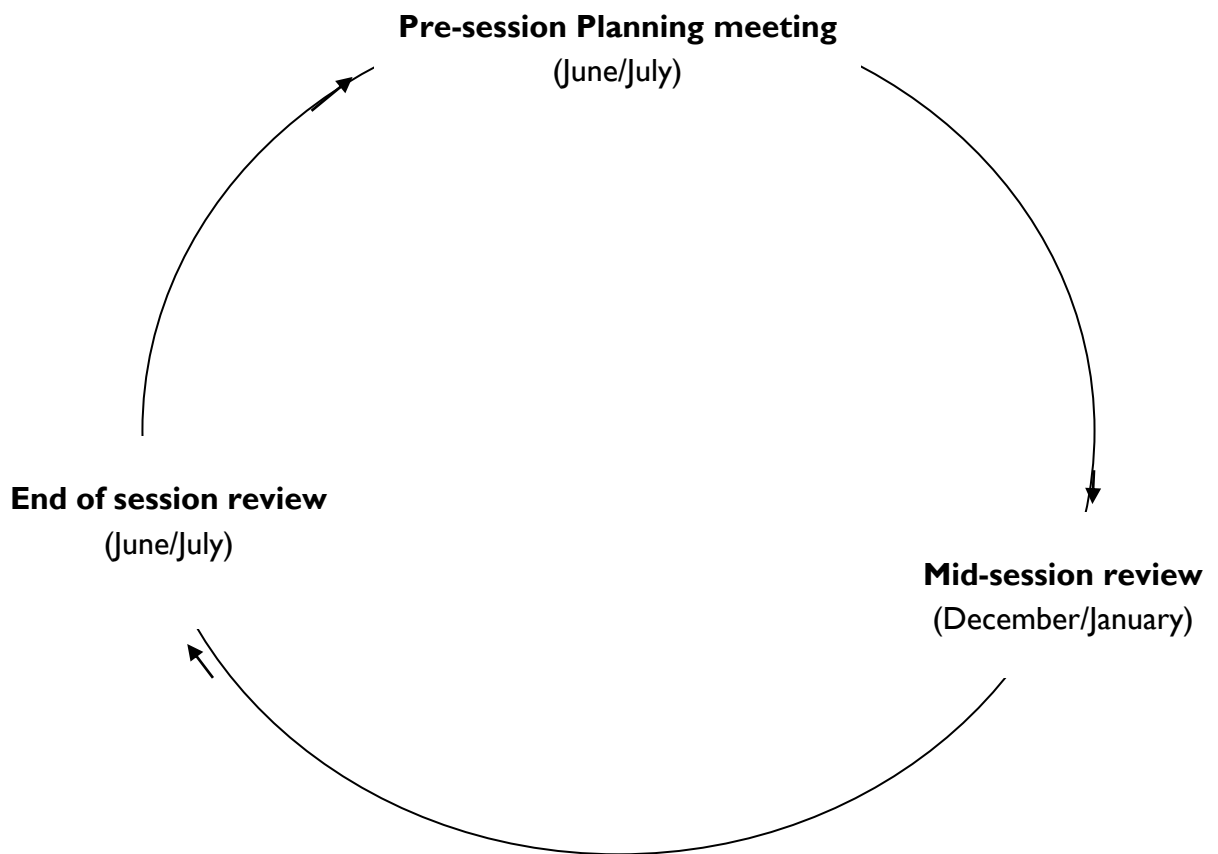 Pre-session Planning meeting
(June/July)
End of session review
(June/July)
Mid-session review
(December/January)